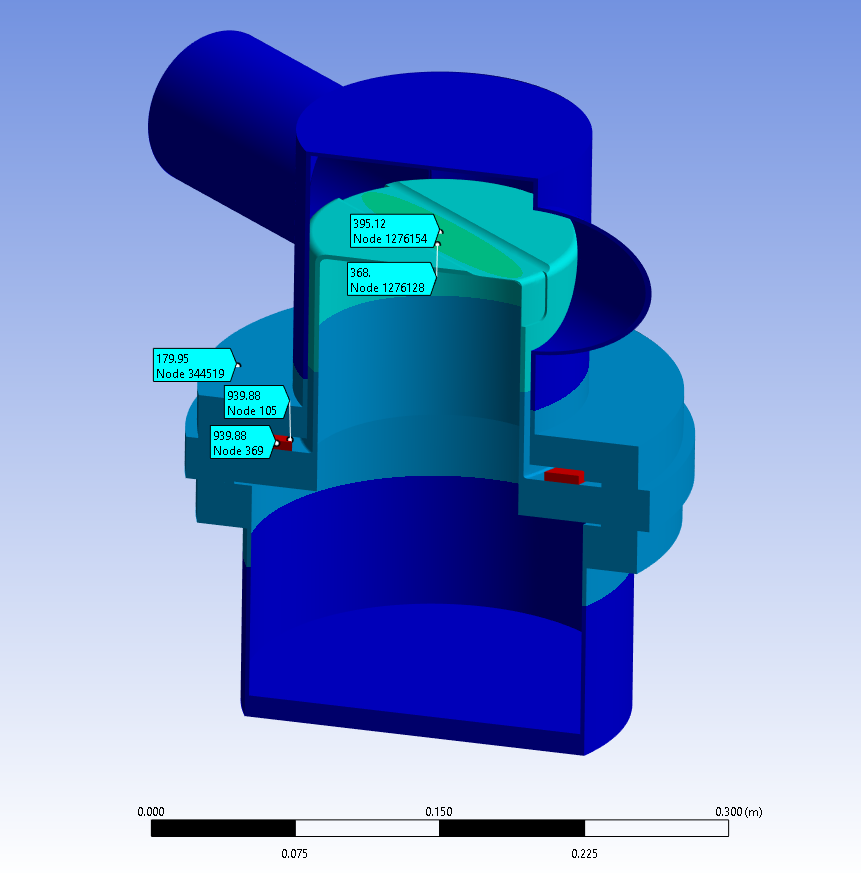 395.12
Node 1276154
368.
Node 1276128
179.95
Node 344519
939.88
Node 105
939.88
Node 369
0.000
0.150
0.300 (m)
0.075
0.225